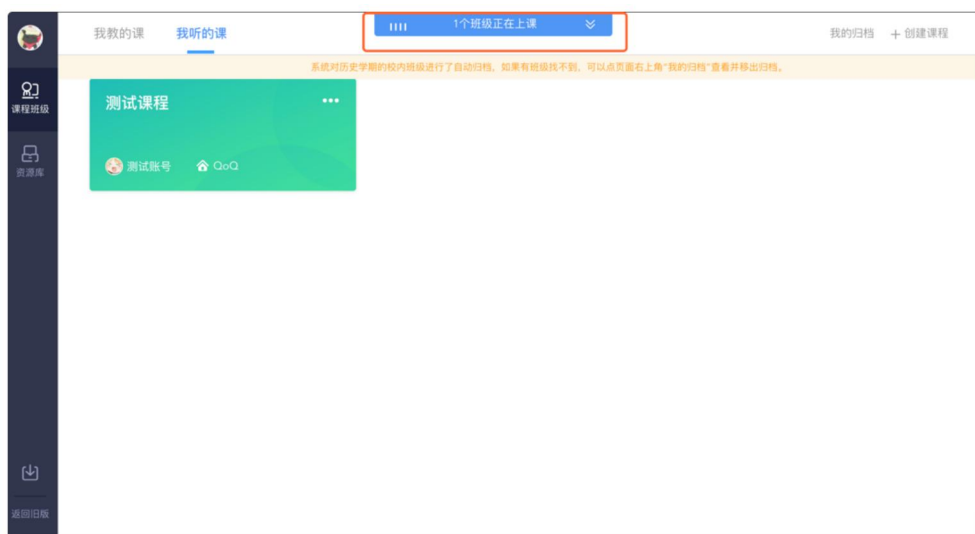 我教的课 我听的课 1个班级正在上课 我的归档 + 创建课程
系统对历史学期的校内班级进行了自动归档，如果有班级找不到，可以点页面右上角“我的归档”查看并移出归档。
课程班级
资源库
测试课程
测试账号 QoQ
返回旧版